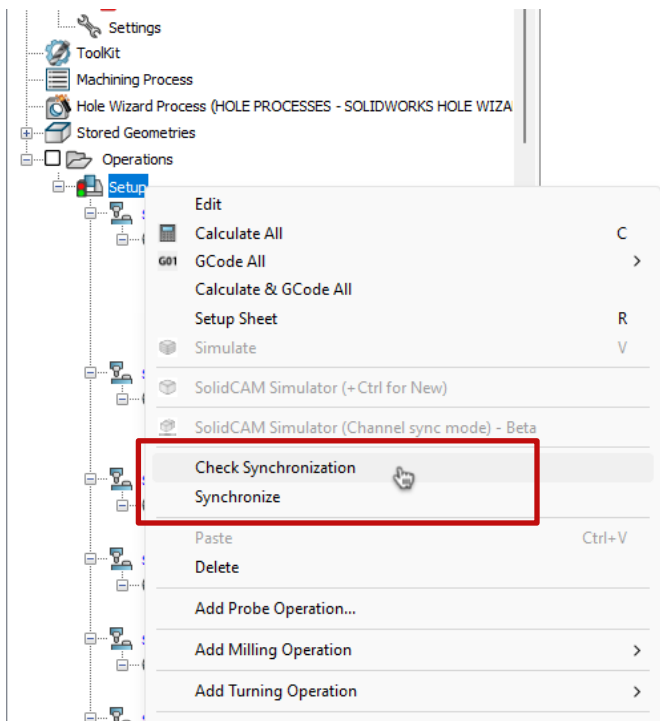 Settings
ToolKit
Machining Process
Hole Wizard Process (HOLE PROCESSES - SOLIDWORKS HOLE WIZA
Stored Geometries
Operations
Setup
Edit
Calculate All C
G01 GCode All
Calculate & GCode All
Setup Sheet R
Simulate V
SolidCAM Simulator (+Ctrl for New)
SolidCAM Simulator (Channel sync mode) - Beta
Check Synchronization
Synchronize
Paste Ctrl+V
Delete
Add Probe Operation...
Add Milling Operation
Add Turning Operation